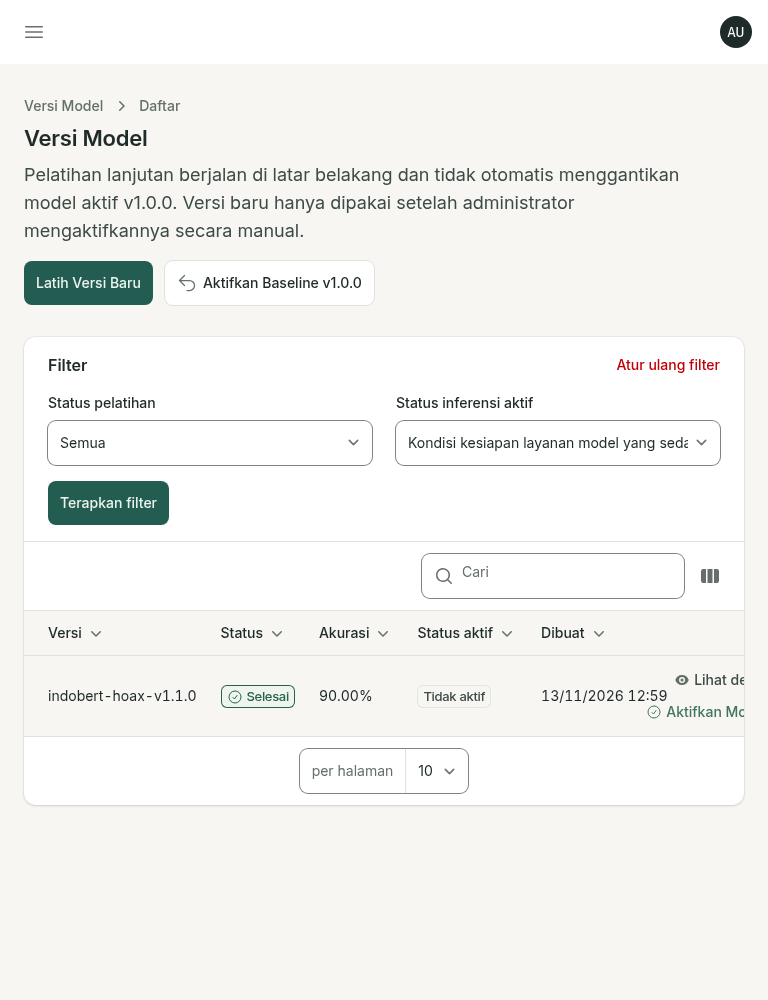 AU
Versi Model > Daftar
Versi Model
Pelatihan lanjutan berjalan di latar belakang dan tidak otomatis menggantikan
model aktif v1.0.0. Versi baru hanya dipakai setelah administrator
mengaktifkannya secara manual.
Latih Versi Baru
Aktifkan Baseline v1.0.0
Filter
Atur ulang filter
Status pelatihan
Status inferensi aktif
Semua
Kondisi kesiapan layanan model yang seda
Terapkan filter
Cari
Versi Status Akurasi Status aktif Dibuat
indobert-hoax-v1.1.0 Selesai 90.00% Tidak aktif 13/11/2026 12:59
Lihat de
Aktifkan Mo
per halaman 10